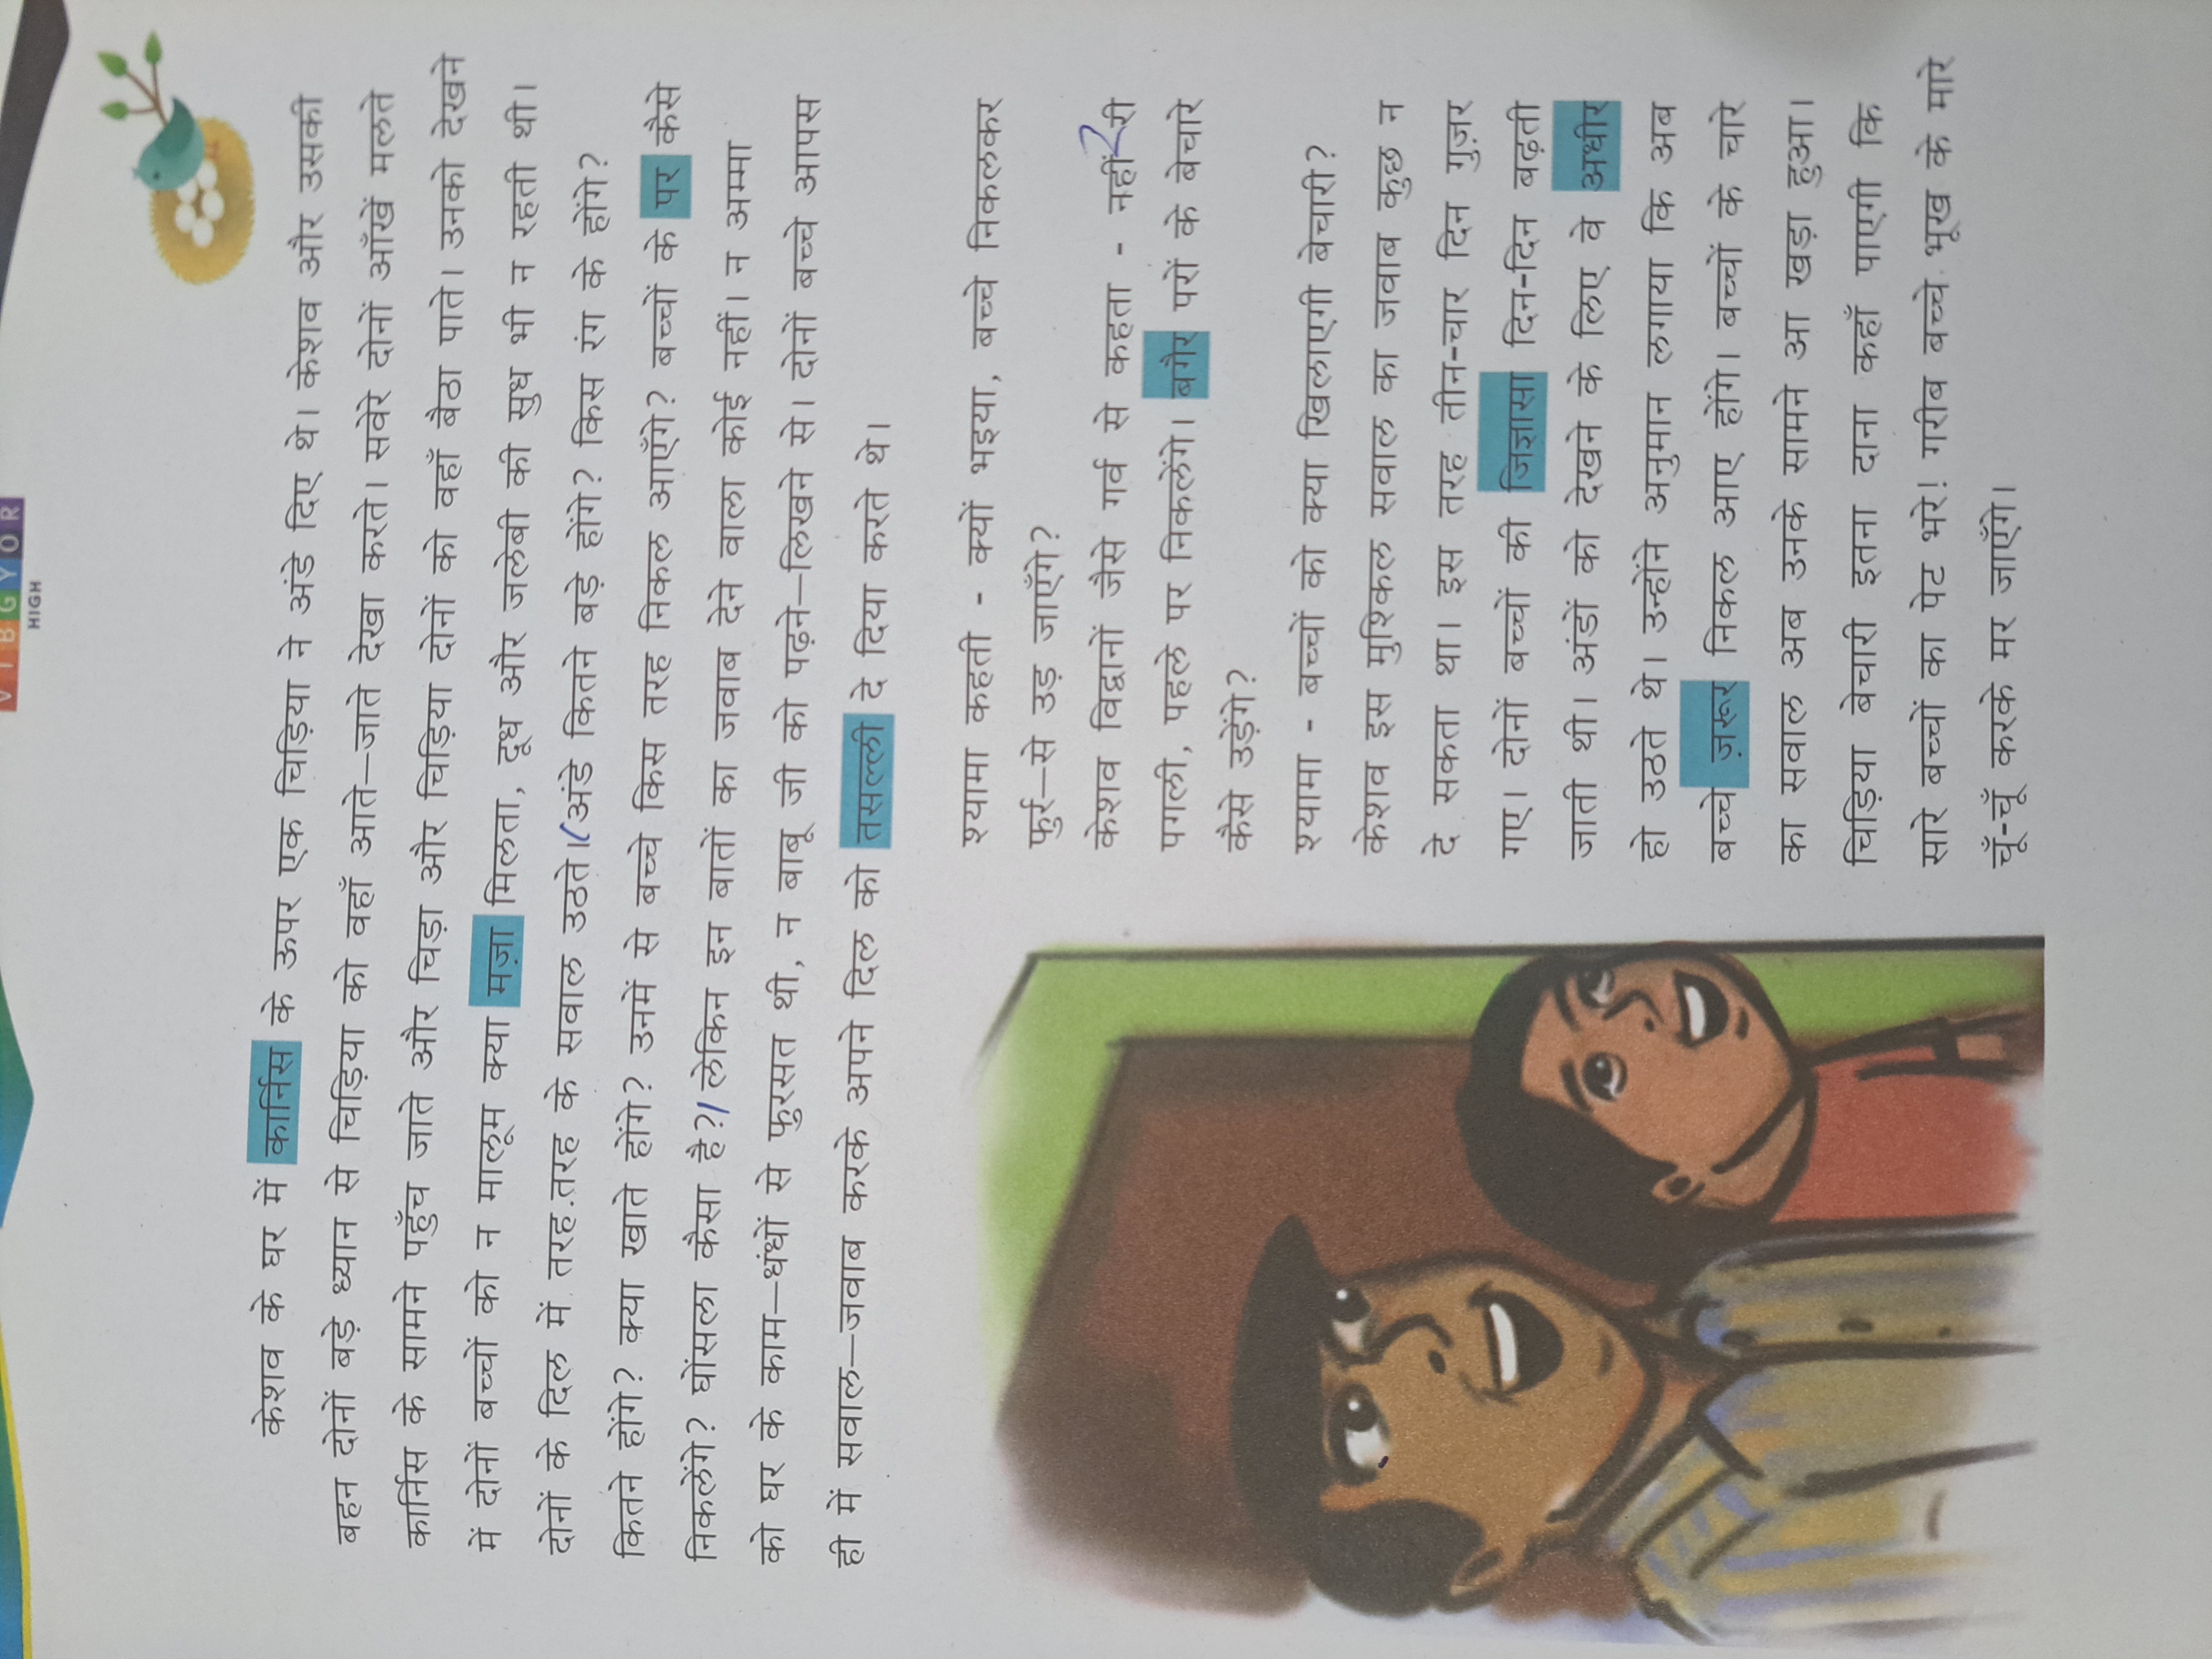 VIBGYOR
HIGH
केशव के घर में कार्निस के ऊपर एक चिड़िया ने अंडे दिए थे। केशव और उसकी
बहन दोनों बड़े ध्यान से चिड़िया को वहाँ आते—जाते देखा करते। सवेरे दोनों आँखें मलते
कार्निस के सामने पहुँच जाते और चिड़ा और चिड़िया दोनों को वहाँ बैठा पाते। उनको देखने
में दोनों बच्चों को न मालूम क्या मज़ा मिलता, दूध और जलेबी की सुध भी न रहती थी।
दोनों के दिल में तरह.तरह के सवाल उठते। अंडे कितने बड़े होंगे? किस रंग के होंगे?
कितने होंगे? क्या खाते होंगे? उनमें से बच्चे किस तरह निकल आएँगे? बच्चों के पर कैसे
निकलेंगे? घोंसला कैसा है? लेकिन इन बातों का जवाब देने वाला कोई नहीं। न अम्मा
को घर के काम—धंधों से फुरसत थी, न बाबू जी को पढ़ने—लिखने से। दोनों बच्चे आपस
ही में सवाल—जवाब करके अपने दिल को तसल्ली दे दिया करते थे।
श्यामा कहती - क्यों भइया, बच्चे निकलकर
फुर्र—से उड़ जाएँगे?
केशव विद्वानों जैसे गर्व से कहता - नहीं री
पगली, पहले पर निकलेंगे। बगैर परों के बेचारे
कैसे उड़ेंगे?
श्यामा - बच्चों को क्या खिलाएगी बेचारी?
केशव इस मुश्किल सवाल का जवाब कुछ न
दे सकता था। इस तरह तीन-चार दिन गुज़र
गए। दोनों बच्चों की जिज्ञासा दिन-दिन बढ़ती
जाती थी। अंडों को देखने के लिए वे अधीर
हो उठते थे। उन्होंने अनुमान लगाया कि अब
बच्चे ज़रूर निकल आए होंगे। बच्चों के चारे
का सवाल अब उनके सामने आ खड़ा हुआ।
चिड़िया बेचारी इतना दाना कहाँ पाएगी कि
सारे बच्चों का पेट भरे! गरीब बच्चे भूख के मारे
चूँ-चूँ करके मर जाएँगे।